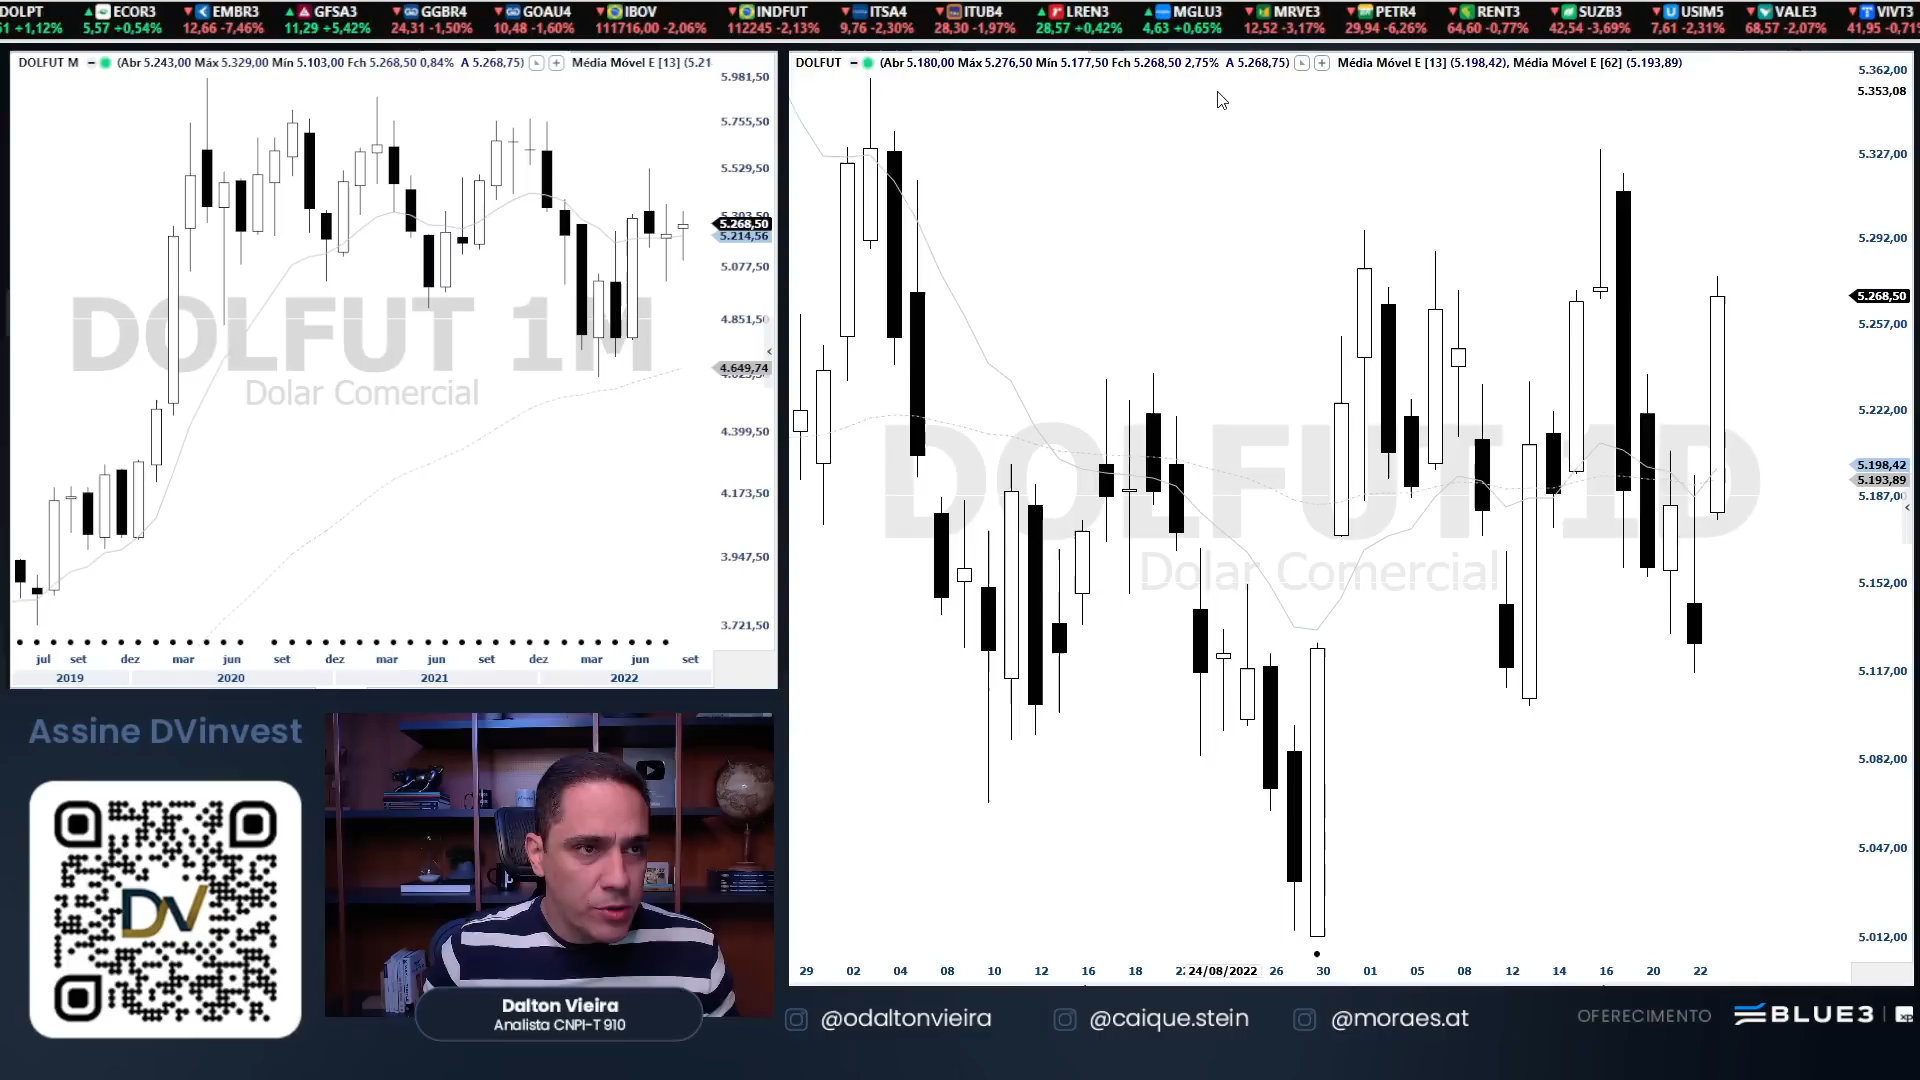 DOLPT ECOR3 EMBR3 GFSA3 GGBR4 GOAU4 IBOV INDFUT ITSA4 ITUB4 LREN3 MGLU3 MRVE3 PETR4 RENT3 SUZB3 USIM5 VALE3 VIVT3
51 +1,12% 5,57 +0,54% 12,66 -7,46% 11,29 +5,42% 24,31 -1,50% 10,48 -1,60% 111716,00 -2,06% 112245 -2,13% 9,76 -2,30% 28,30 -1,97% 28,57 +0,42% 4,63 +0,65% 12,52 -3,17% 29,94 -6,26% 64,60 -0,77% 42,54 -3,69% 7,61 -2,31% 68,57 -2,07% 41,95 -0,71%
DOLFUT M (Abr 5.243,00 Máx 5.329,00 Mín 5.103,00 Fch 5.268,50 0,84% A 5.268,75) Média Móvel E [13] (5.21
5.981,50
5.755,50
5.529,50
5.268,50
5.214,56
5.077,50
4.851,50
4.649,74
4.399,50
4.173,50
3.947,50
3.721,50
DOLFUT 1M
Dolar Comercial
jul set dez mar jun set dez mar jun set dez mar jun set
2019 2020 2021 2022
DOLFUT (Abr 5.180,00 Máx 5.276,50 Mín 5.177,50 Fch 5.268,50 2,75% A 5.268,75) Média Móvel E [13] (5.198,42), Média Móvel E [62] (5.193,89)
5.362,00
5.353,08
5.327,00
5.292,00
5.268,50
5.257,00
5.222,00
5.198,42
5.193,89
5.187,00
5.152,00
5.117,00
5.082,00
5.047,00
5.012,00
DOLFUT 1D
Dolar Comercial
29 02 04 08 10 12 16 18 24/08/2022 26 30 01 05 08 12 14 16 20 22
Assine DVinvest
DV
Dalton Vieira
Analista CNPI-T 910
@odaltonvieira @caique.stein @moraes.at
OFERECIMENTO BLUE3 xp